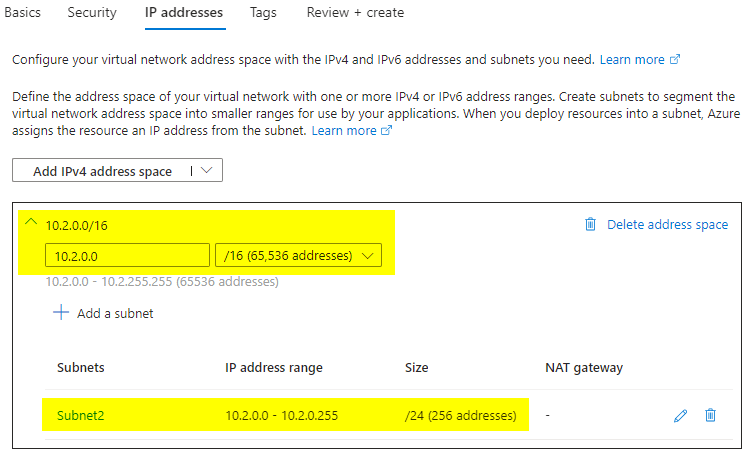 Basics Security IP addresses Tags Review + create
Configure your virtual network address space with the IPv4 and IPv6 addresses and subnets you need. Learn more
Define the address space of your virtual network with one or more IPv4 or IPv6 address ranges. Create subnets to segment the
virtual network address space into smaller ranges for use by your applications. When you deploy resources into a subnet, Azure
assigns the resource an IP address from the subnet. Learn more
Add IPv4 address space
10.2.0.0/16 Delete address space
10.2.0.0 /16 (65,536 addresses)
10.2.0.0 - 10.2.255.255 (65536 addresses)
Add a subnet
Subnets IP address range Size NAT gateway
Subnet2 10.2.0.0 - 10.2.0.255 /24 (256 addresses) -